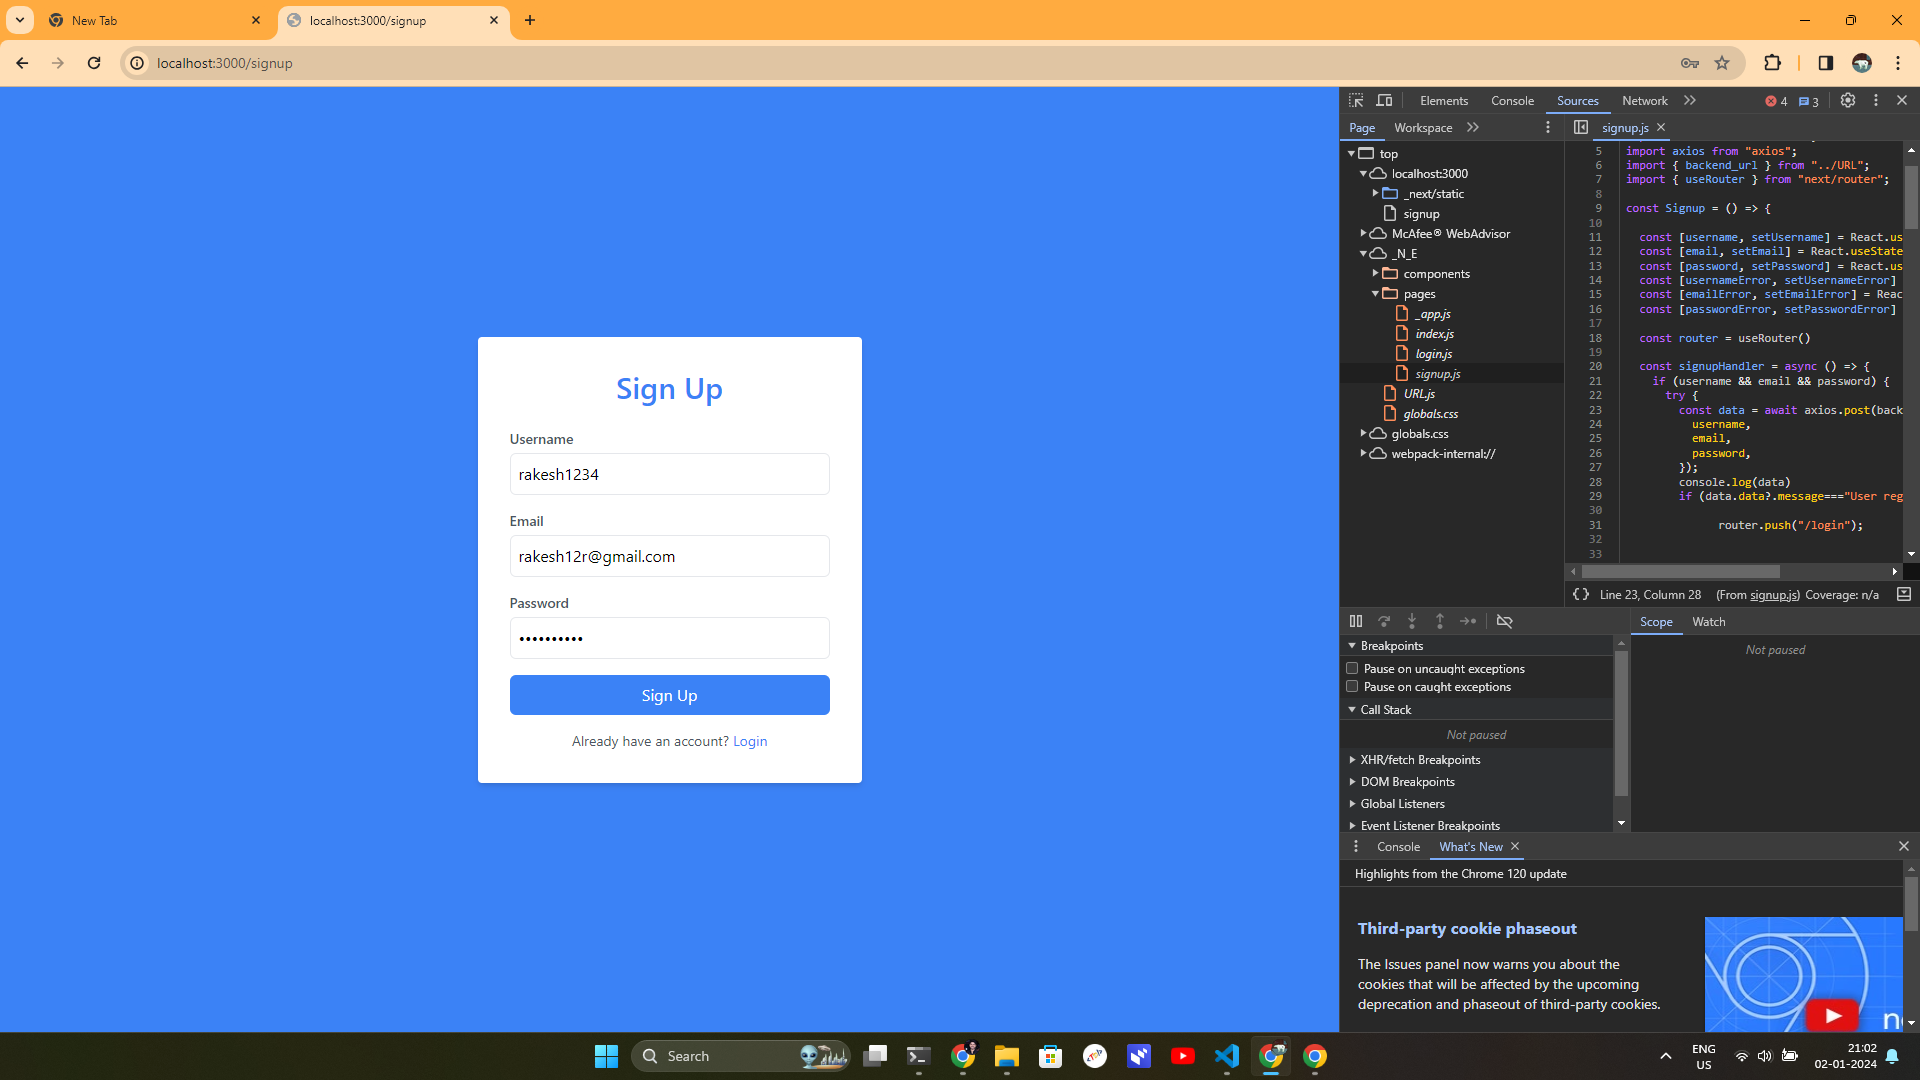 New Tab
localhost:3000/signup
localhost:3000/signup
Sign Up
Username
rakesh1234
Email
rakesh12r@gmail.com
Password
••••••••••
Sign Up
Already have an account? Login
Elements Console Sources Network
4 3
Page Workspace
signup.js
top
localhost:3000
_next/static
signup
McAfee® WebAdvisor
_N_E
components
pages
_app.js
index.js
login.js
signup.js
URL.js
globals.css
globals.css
webpack-internal://
5 import axios from "axios";
6 import { backend_url } from "../URL";
7 import { useRouter } from "next/router";
8
9 const Signup = () => {
10
11 const [username, setUsername] = React.us
12 const [email, setEmail] = React.useState
13 const [password, setPassword] = React.us
14 const [usernameError, setUsernameError]
15 const [emailError, setEmailError] = Reac
16 const [passwordError, setPasswordError]
17
18 const router = useRouter()
19
20 const signupHandler = async () => {
21 if (username && email && password) {
22 try {
23 const data = await axios.post(back
24 username,
25 email,
26 password,
27 });
28 console.log(data)
29 if (data.data?.message==="User reg
30
31 router.push("/login");
32
33
{ } Line 23, Column 28 (From signup.js) Coverage: n/a
Scope Watch
Not paused
Breakpoints
Pause on uncaught exceptions
Pause on caught exceptions
Call Stack
Not paused
XHR/fetch Breakpoints
DOM Breakpoints
Global Listeners
Event Listener Breakpoints
Console What's New
Highlights from the Chrome 120 update
Third-party cookie phaseout
The Issues panel now warns you about the
cookies that will be affected by the upcoming
deprecation and phaseout of third-party cookies.
Search
ENG
US
21:02
02-01-2024